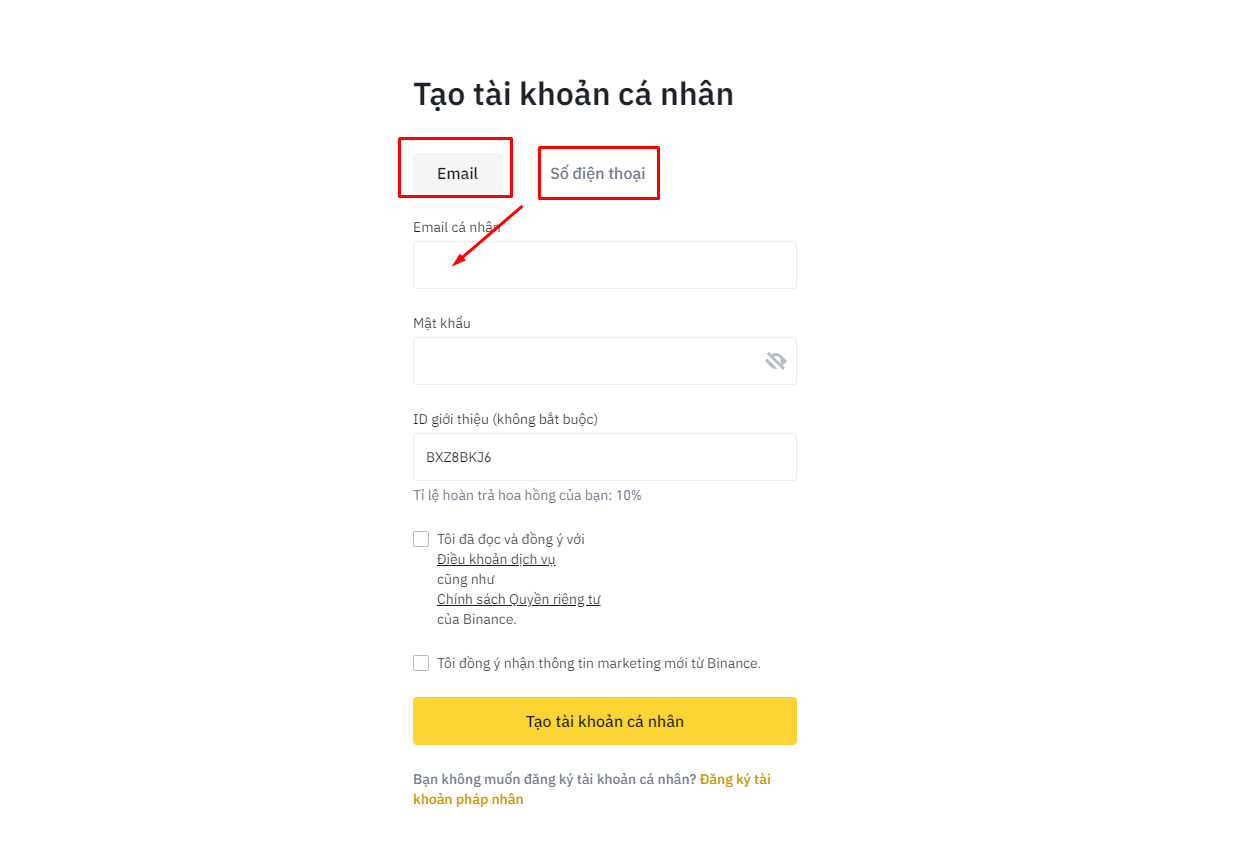 Tạo tài khoản cá nhân
Email
Số điện thoại
Email cá nhân
Mật khẩu
ID giới thiệu (không bắt buộc)
BXZ8BKJ6
Tỉ lệ hoàn trả hoa hồng của bạn: 10%
Tôi đã đọc và đồng ý với
Điều khoản dịch vụ
cũng như
Chính sách Quyền riêng tư
của Binance.
Tôi đồng ý nhận thông tin marketing mới từ Binance.
Tạo tài khoản cá nhân
Bạn không muốn đăng ký tài khoản cá nhân? Đăng ký tài
khoản pháp nhân